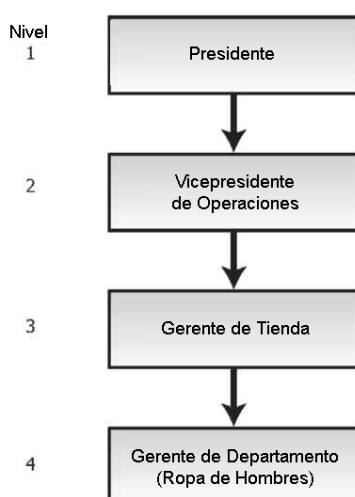 Nivel
1
Presidente
2
Vicepresidente
de Operaciones
3
Gerente de Tienda
4
Gerente de Departamento
(Ropa de Hombres)